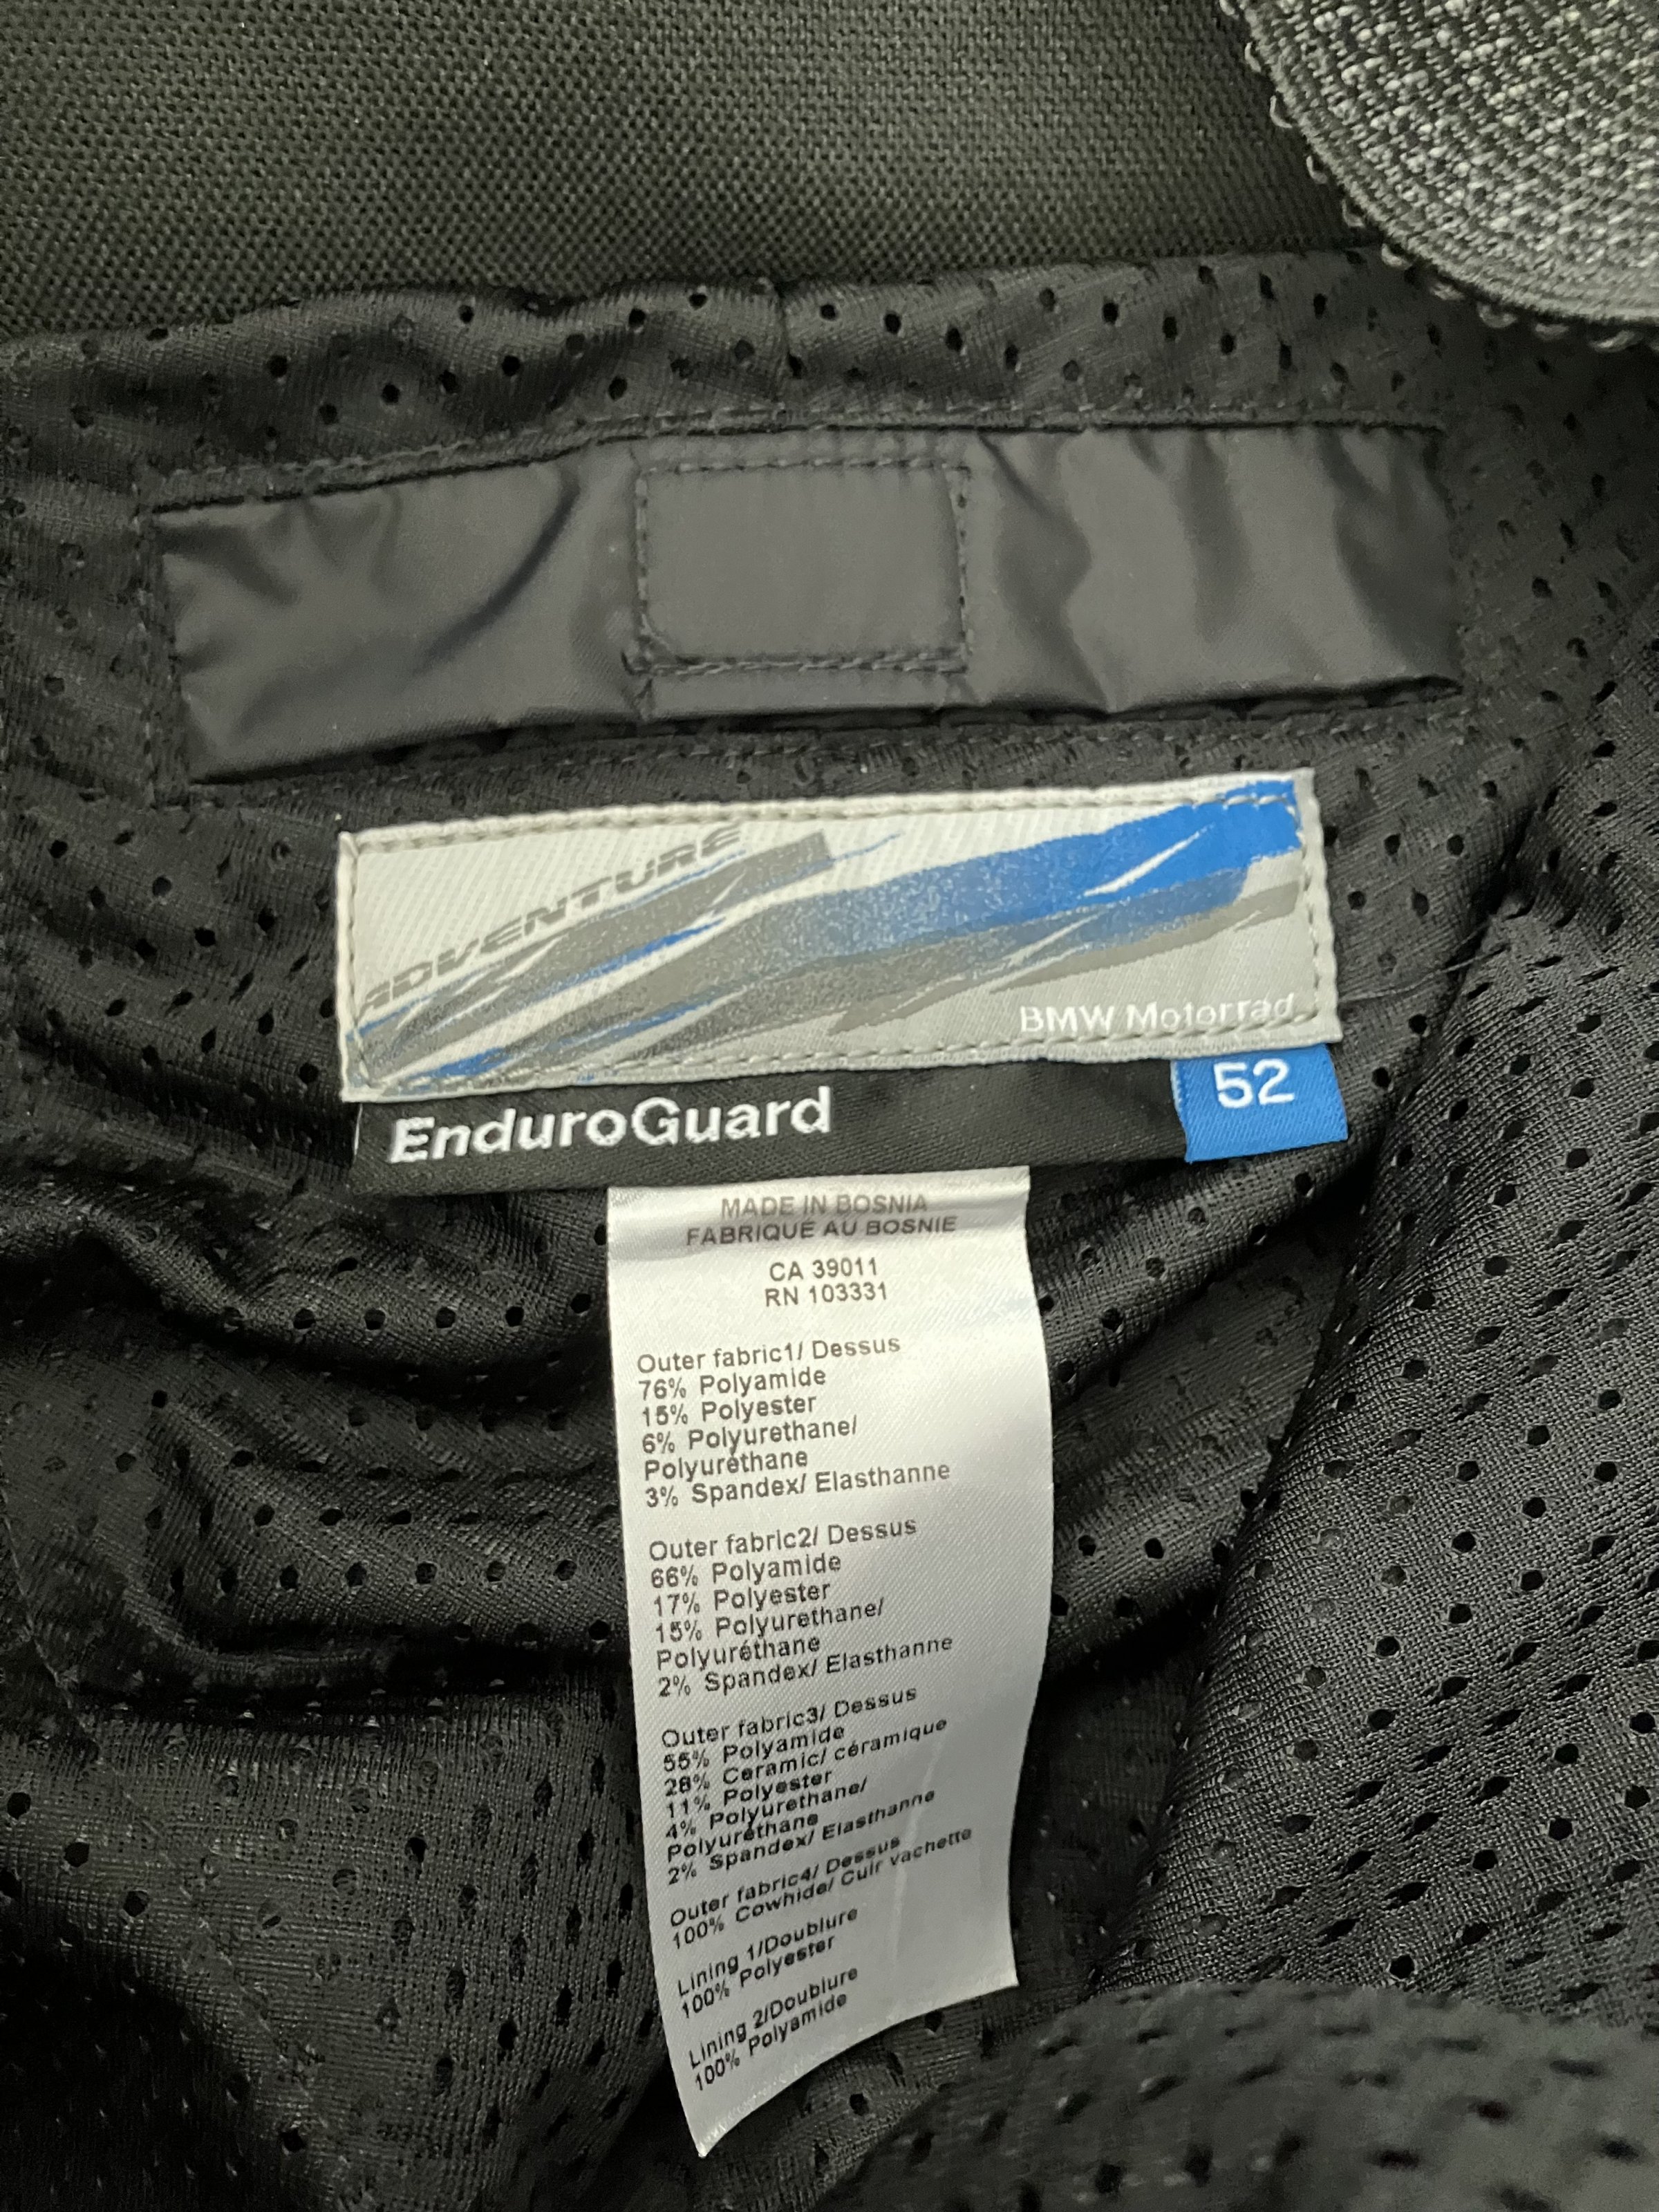 ADVENTURE
BMW Motorrad
EnduroGuard
52
MADE IN BOSNIA
FABRIQUE AU BOSNIE
CA 39011
RN 103331
Outer fabric1/ Dessus
76% Polyamide
15% Polyester
6% Polyurethane/
Polyuréthane
3% Spandex/ Elasthanne
Outer fabric2/ Dessus
66% Polyamide
17% Polyester
15% Polyurethane/
Polyuréthane
2% Spandex/ Elasthanne
Outer fabric3/ Dessus
55% Polyamide
28% Ceramic/ céramique
11% Polyester
4% Polyurethane/
Polyuréthane
2% Spandex/ Elasthanne
Outer fabric4/ Dessus
100% Cowhide/ Cuir vachette
Lining 1/Doublure
100% Polyester
Lining 2/Doublure
100% Polyamide